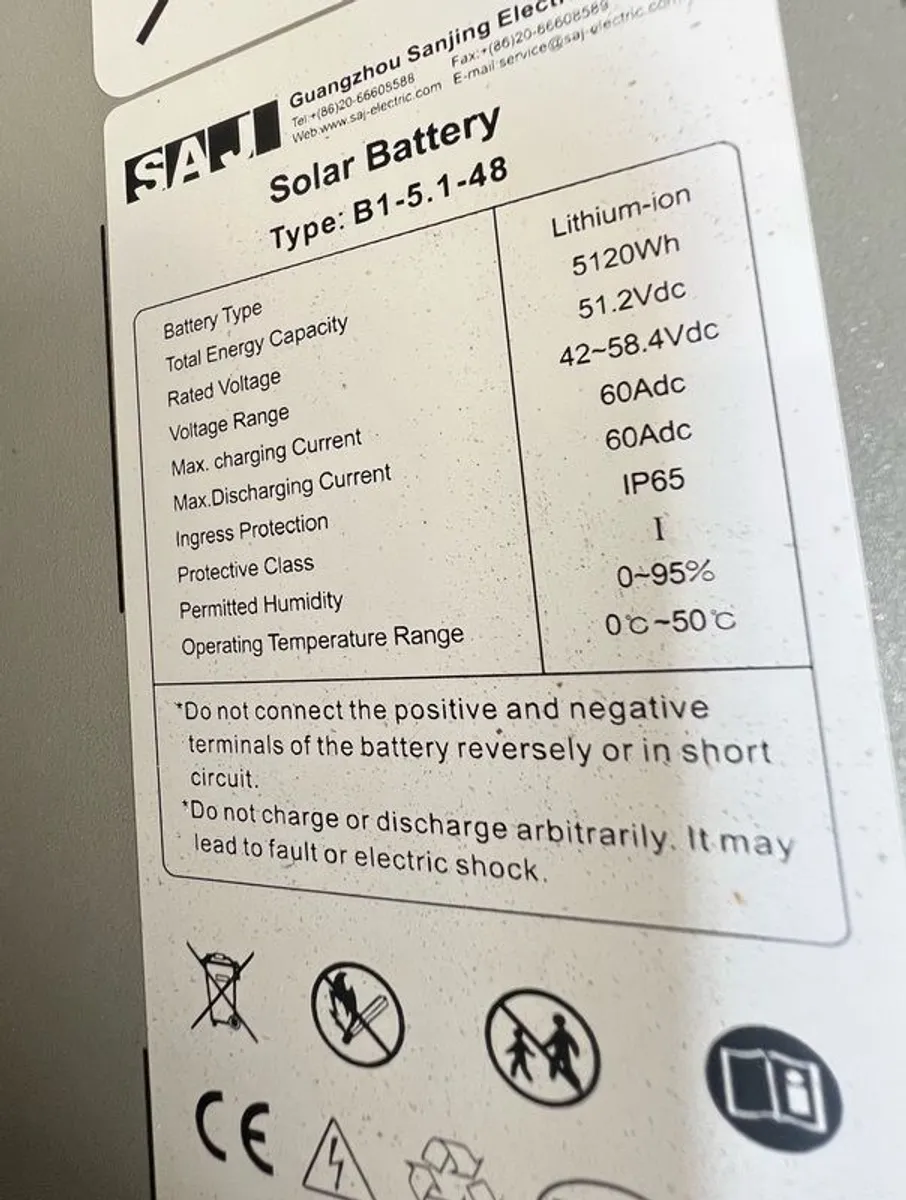 SAJ
Guangzhou Sanjing
Tel:+(86)20-66608588 Fax:+(86)20-66608589
Web:www.saj-electric.com E-mail:service@saj-electric.com
Solar Battery
Type: B1-5.1-48
Battery Type Lithium-ion
Total Energy Capacity 5120Wh
Rated Voltage 51.2Vdc
Voltage Range 42~58.4Vdc
Max. charging Current 60Adc
Max.Discharging Current 60Adc
Ingress Protection IP65
Protective Class I
Permitted Humidity 0~95%
Operating Temperature Range 0℃~50℃
*Do not connect the positive and negative
terminals of the battery reversely or in short
circuit.
*Do not charge or discharge arbitrarily. It may
lead to fault or electric shock.
CE